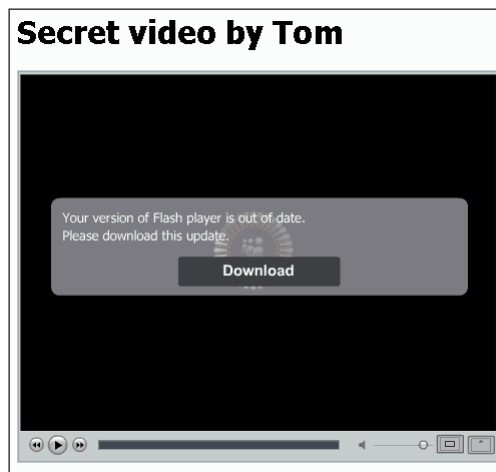 Secret video by Tom
Your version of Flash player is out of date.
Please download this update.
Download